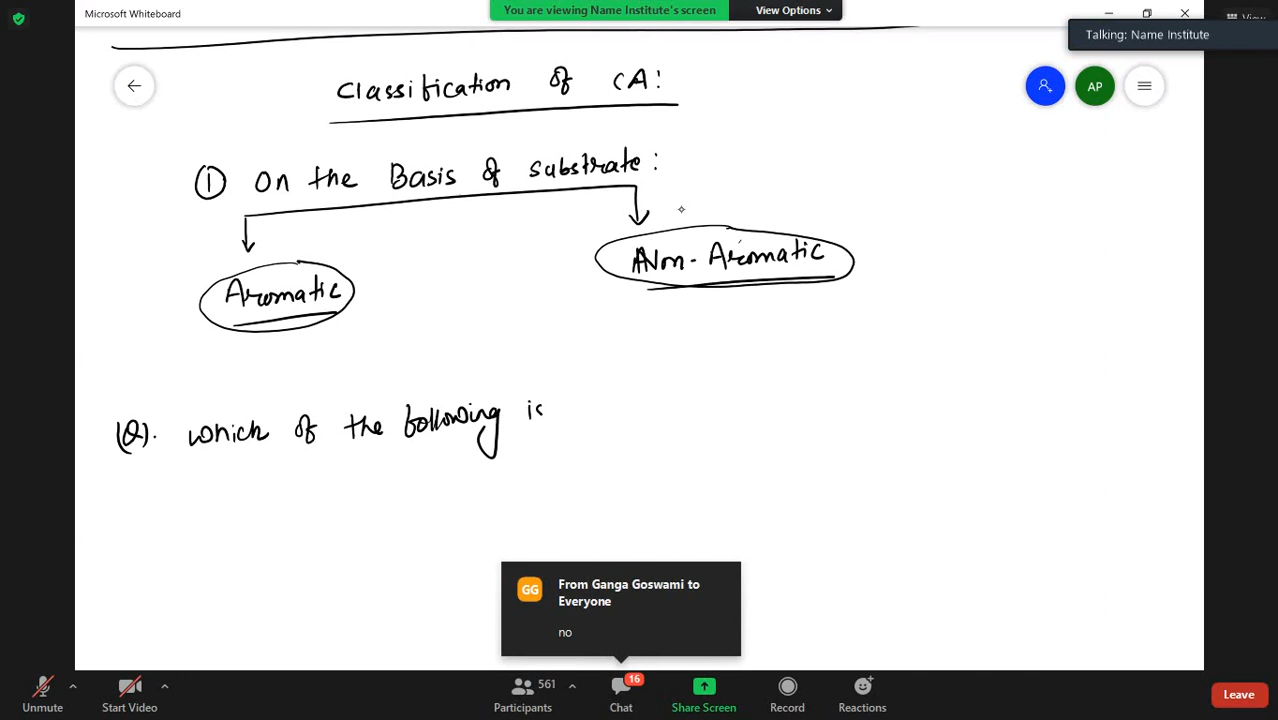 Microsoft Whiteboard
You are viewing Name Institute's screen
View Options
View
Talking: Name Institute
AP
Classification of CA:
① On the Basis of substrate:
Aromatic
Non-Aromatic
(Q). which of the following is
GG
From Ganga Goswami to
Everyone
no
Unmute
Start Video
561
Participants
16
Chat
Share Screen
Record
Reactions
Leave